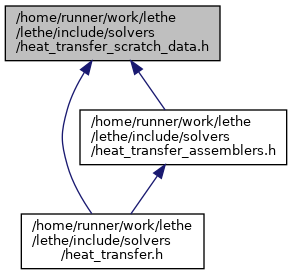 /home/runner/work/lethe
/lethe/include/solvers
/heat_transfer_scratch_data.h
/home/runner/work/lethe
/lethe/include/solvers
/heat_transfer_assemblers.h
/home/runner/work/lethe
/lethe/include/solvers
/heat_transfer.h